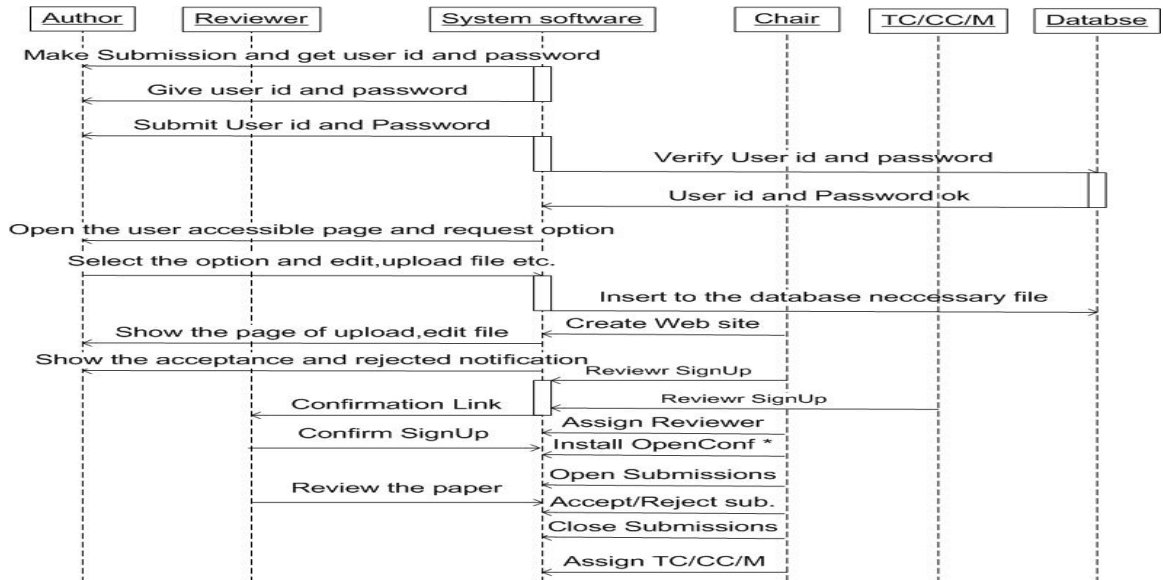 Author Reviewer System software Chair TC/CC/M Databse
Make Submission and get user id and password
Give user id and password
Submit User id and Password
Verify User id and password
User id and Password ok
Open the user accessible page and request option
Select the option and edit,upload file etc.
Insert to the database neccessary file
Create Web site
Show the page of upload,edit file
Show the acceptance and rejected notification
Reviewr SignUp
Reviewr SignUp
Confirmation Link
Assign Reviewer
Confirm SignUp
Install OpenConf *
Open Submissions
Review the paper
Accept/Reject sub.
Close Submissions
Assign TC/CC/M